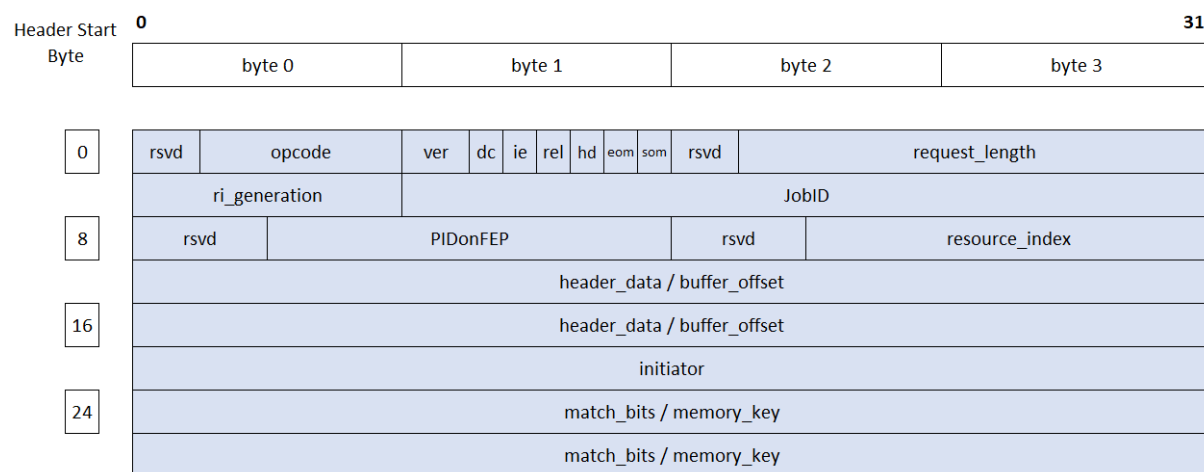 Header Start Byte
0 31
byte 0 byte 1 byte 2 byte 3
0 rsvd opcode ver dc ie rel hd eom som rsvd request_length
ri_generation JobID
8 rsvd PIDonFEP rsvd resource_index
header_data / buffer_offset
16 header_data / buffer_offset
initiator
24 match_bits / memory_key
match_bits / memory_key